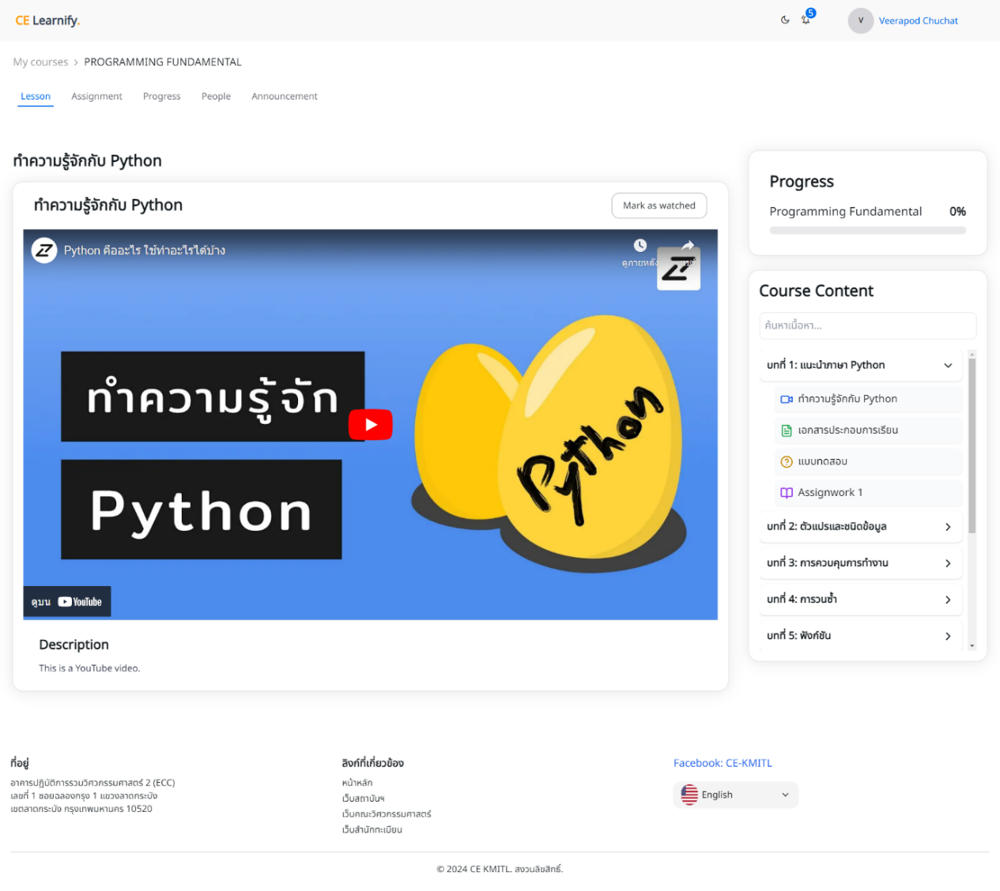 CE Learnify.
5
V
Veerapod Chuchat
My courses > PROGRAMMING FUNDAMENTAL
Lesson
Assignment
Progress
People
Announcement
ทำความรู้จักกับ Python
ทำความรู้จักกับ Python
Mark as watched
Python คืออะไร ใช้ทำอะไรได้บ้าง
ดูภายหลัง
ทำความรู้จัก
Python
Python
ดูบน YouTube
Description
This is a YouTube video.
Progress
Programming Fundamental 0%
Course Content
ค้นหาเนื้อหา...
บทที่ 1: แนะนำภาษา Python
ทำความรู้จักกับ Python
เอกสารประกอบการเรียน
แบบทดสอบ
Assignwork 1
บทที่ 2: ตัวแปรและชนิดข้อมูล
บทที่ 3: การควบคุมการทำงาน
บทที่ 4: การวนซ้ำ
บทที่ 5: ฟังก์ชัน
ที่อยู่
อาคารปฏิบัติการรวมวิศวกรรมศาสตร์ 2 (ECC)
เลขที่ 1 ซอยฉลองกรุง 1 แขวงลาดกระบัง
เขตลาดกระบัง กรุงเทพมหานคร 10520
ลิงก์ที่เกี่ยวข้อง
หน้าหลัก
เว็บสถาบันฯ
เว็บคณะวิศวกรรมศาสตร์
เว็บสำนักทะเบียน
Facebook: CE-KMITL
English
© 2024 CE KMITL. สงวนลิขสิทธิ์.